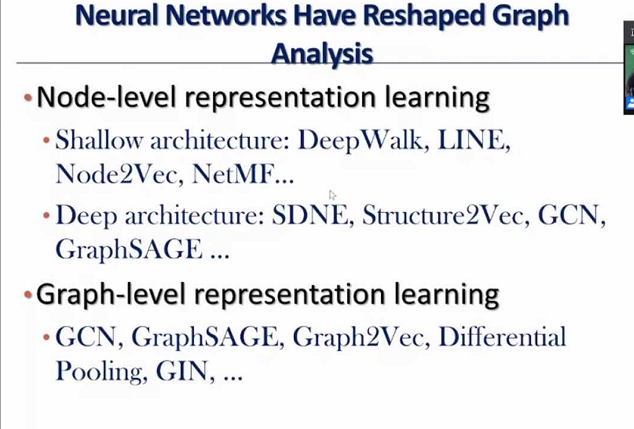 Neural Networks Have Reshaped Graph
Analysis
•Node-level representation learning
•Shallow architecture: DeepWalk, LINE,
Node2Vec, NetMF...
•Deep architecture: SDNE, Structure2Vec, GCN,
GraphSAGE ...
•Graph-level representation learning
•GCN, GraphSAGE, Graph2Vec, Differential
Pooling, GIN, ...